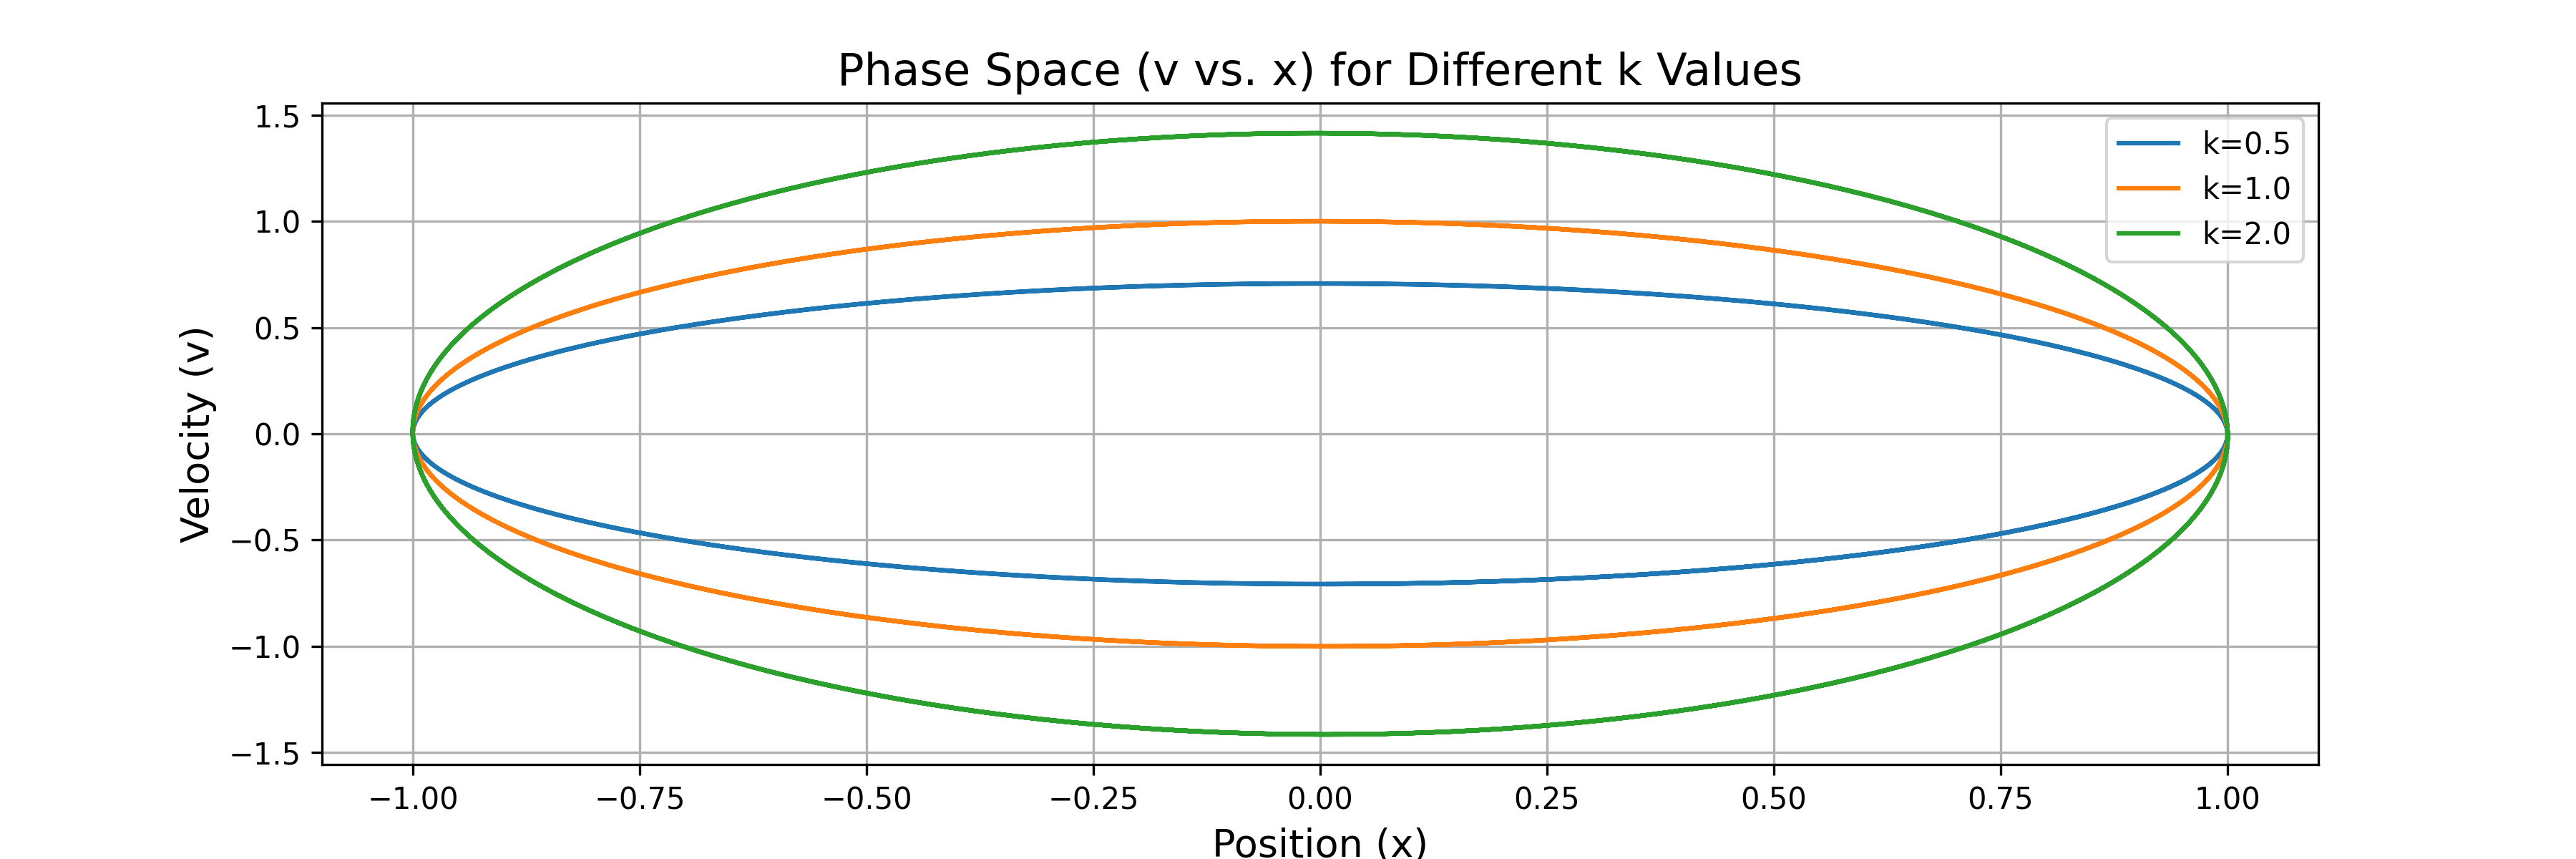 Phase Space (v vs. x) for Different k Values
1.5
1.0
0.5
0.0
−0.5
−1.0
−1.5
Velocity (v)
k=0.5
k=1.0
k=2.0
−1.00 −0.75 −0.50 −0.25 0.00 0.25 0.50 0.75 1.00
Position (x)